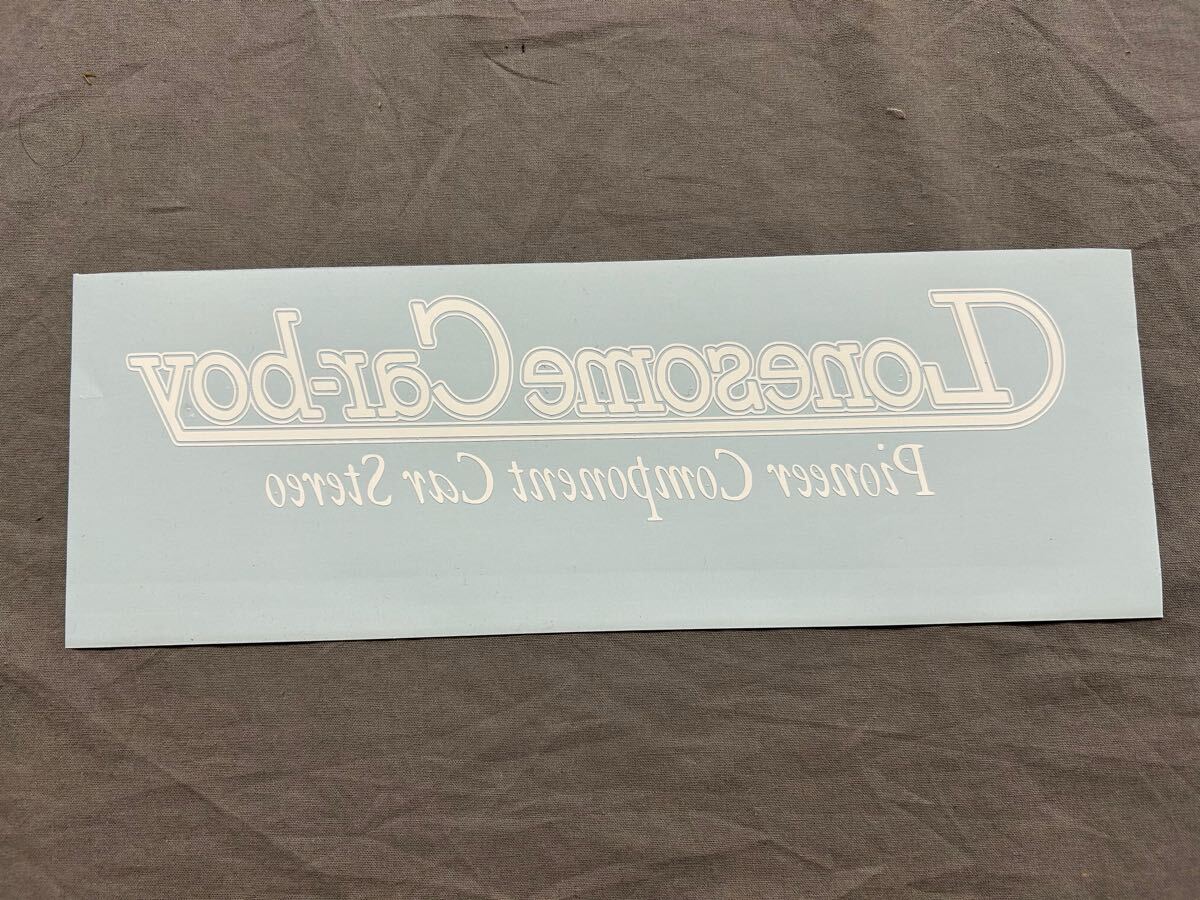 Lonesome Car-boy
Pioneer Component Car Stereo